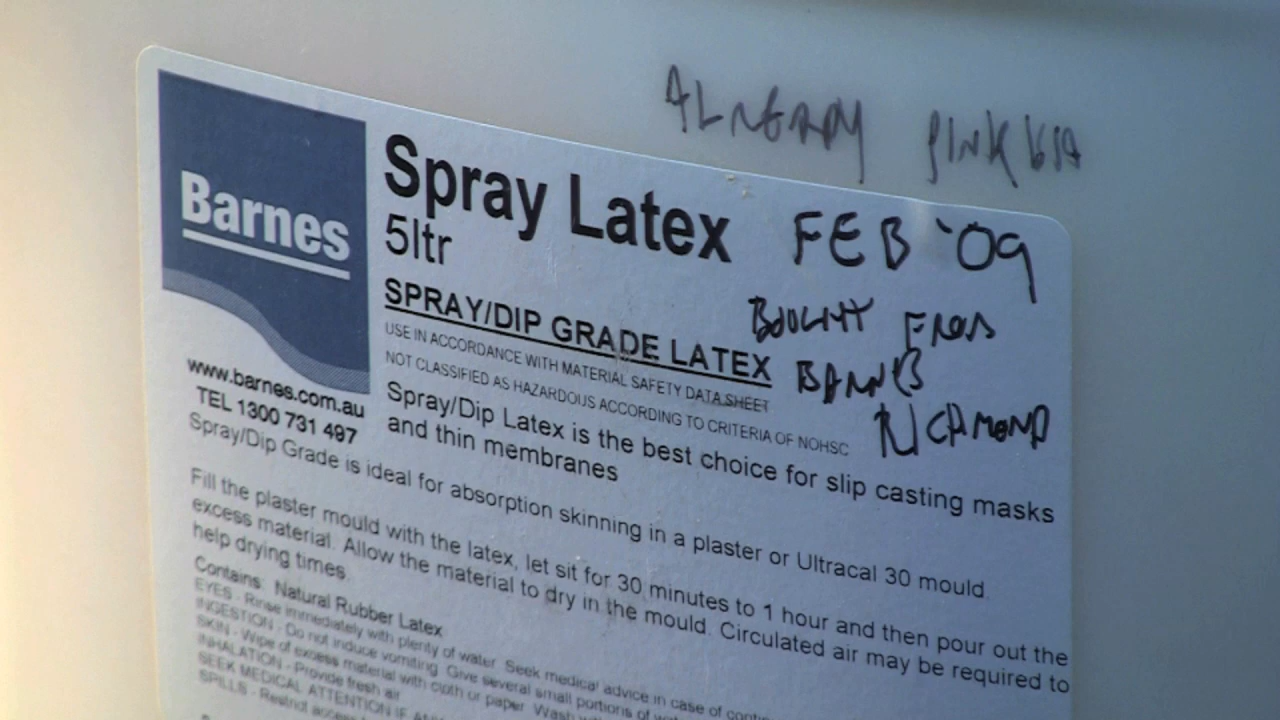 ALREADY PINKISH
Barnes
Spray Latex
FEB '09
5ltr
BOUGHT FROM
BARNES
RICHMOND
SPRAY/DIP GRADE LATEX
USE IN ACCORDANCE WITH MATERIAL SAFETY DATA SHEET
NOT CLASSIFIED AS HAZARDOUS ACCORDING TO CRITERIA OF NOHSC
Spray/Dip Latex is the best choice for slip casting masks
and thin membranes
www.barnes.com.au
TEL 1300 731 497
Spray/Dip Grade is ideal for absorption skinning in a plaster or Ultracal 30 mould.
Fill the plaster mould with the latex, let sit for 30 minutes to 1 hour and then pour out the
excess material. Allow the material to dry in the mould. Circulated air may be required to
help drying times.
Contains: Natural Rubber Latex
EYES - Rinse immediately with plenty of water. Seek medical advice in case of
INGESTION - Do not induce vomiting. Give several small portions of
SKIN - Wipe of excess material with cloth or paper. Wash
INHALATION - Provide fresh air
SEEK MEDICAL ATTENTION IF
SPILLS - Restrict access